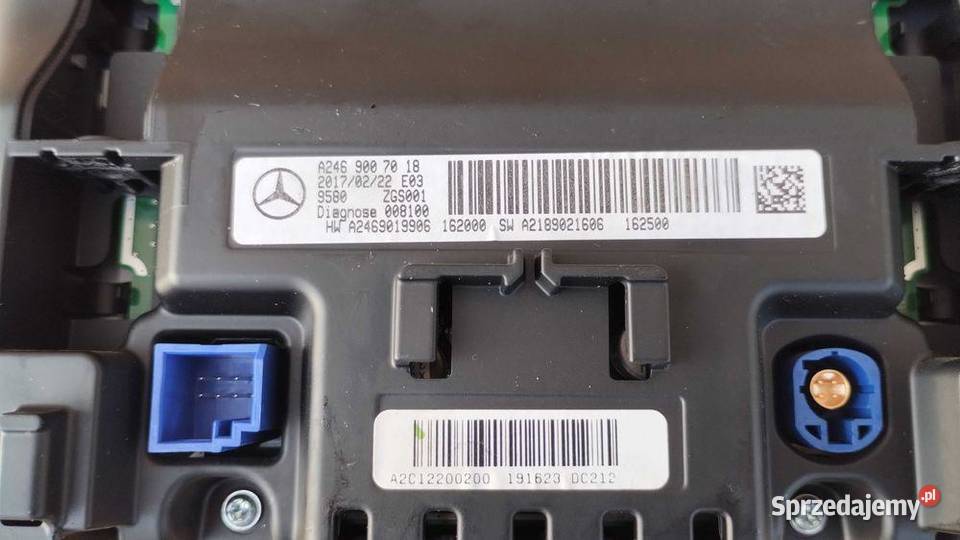 A246 900 70 18
2017/02/22 E03
9580 ZGS001
Diagnose 008100
HW A2469019906 162000 SW A2189021606 162500
A2C12200200 191623 DC212
Sprzedajemy.pl